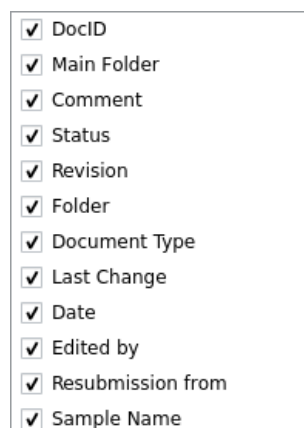 DocID
Main Folder
Comment
Status
Revision
Folder
Document Type
Last Change
Date
Edited by
Resubmission from
Sample Name